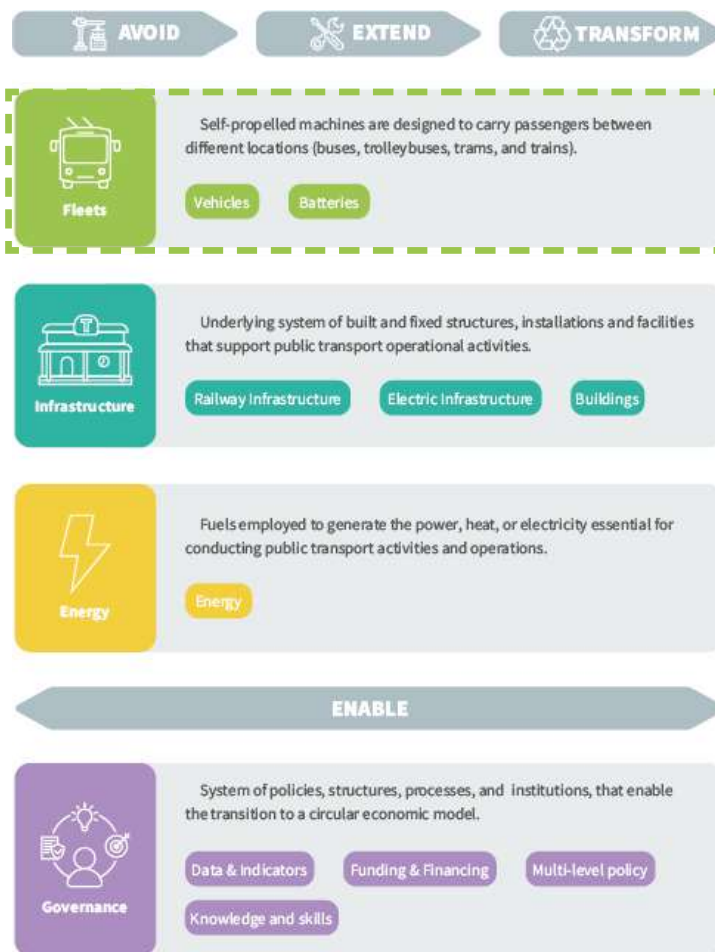 AVOID
EXTEND
TRANSFORM
Self-propelled machines are designed to carry passengers between
different locations (buses, trolleybuses, trams, and trains).
Fleets
Vehicles
Batteries
T
Underlying system of built and fixed structures, installations and facilities
that support public transport operational activities.
Infrastructure
Railway Infrastructure
Electric Infrastructure
Buildings
Fuels employed to generate the power, heat, or electricity essential for
conducting public transport activities and operations.
Energy
Energy
ENABLE
System of policies, structures, processes, and institutions, that enable
the transition to a circular economic model.
Governance
Data & Indicators
Funding & Financing
Multi-level policy
Knowledge and skills